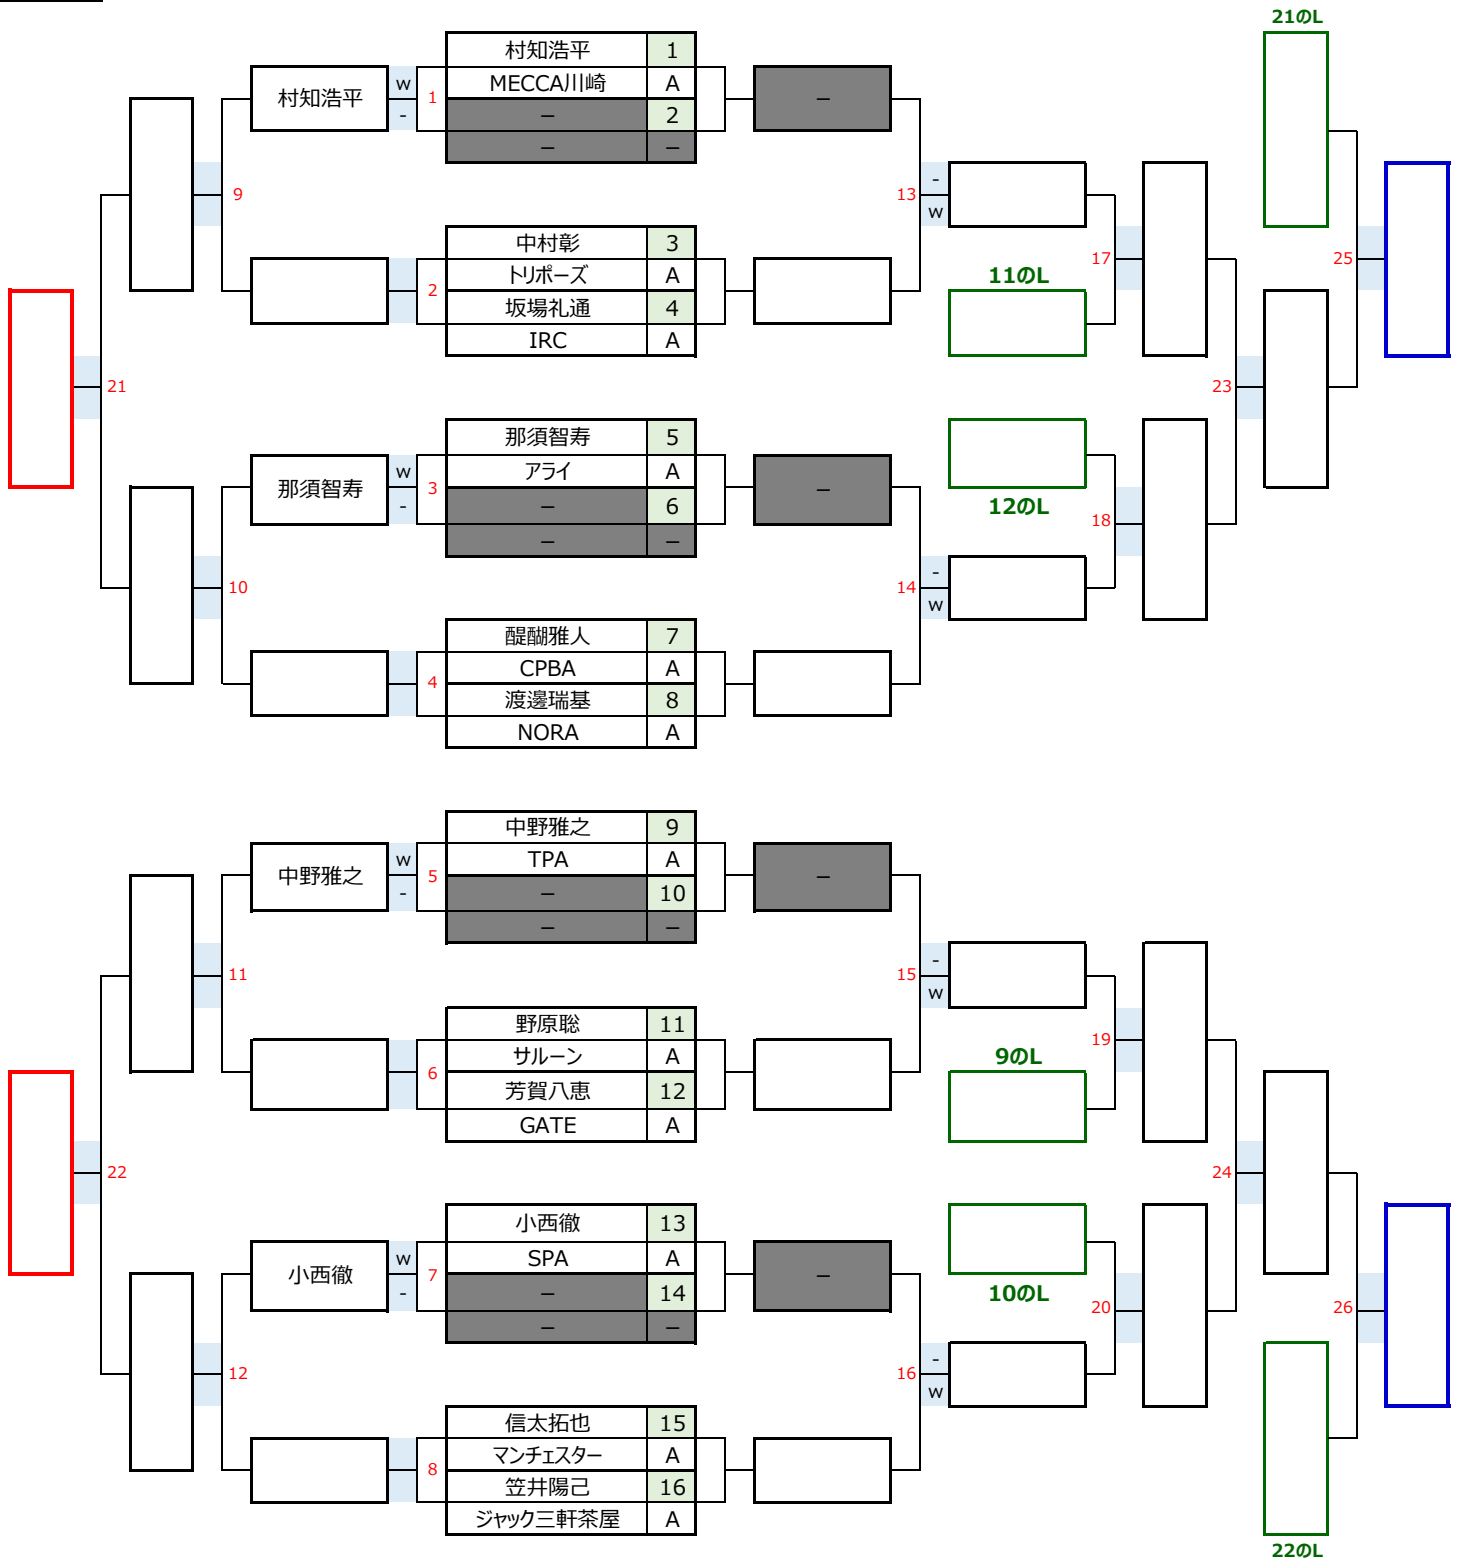 21のL
村知浩平 1
村知浩平 w 1 MECCA川崎 A –
- – 2
– –
9 13 -
w
中村彰 3
17 25
2 トリポーズ A 11のL
坂場礼通 4
IRC A
21 23
那須智寿 5
那須智寿 w 3 アライ A –
- – 6 12のL
– – 18
10 14 -
w
醍醐雅人 7
4 CPBA A
渡邊瑞基 8
NORA A
中野雅之 9
中野雅之 w 5 TPA A –
- – 10
– –
11 15 -
w
野原聡 11
6 サルーン A 9のL 19
芳賀八恵 12
GATE A
22 24
小西徹 13
小西徹 w 7 SPA A –
- – 14 10のL 20 26
– –
12 16 -
w
信太拓也 15
8 マンチェスター A
笠井陽己 16
ジャック三軒茶屋 A
22のL